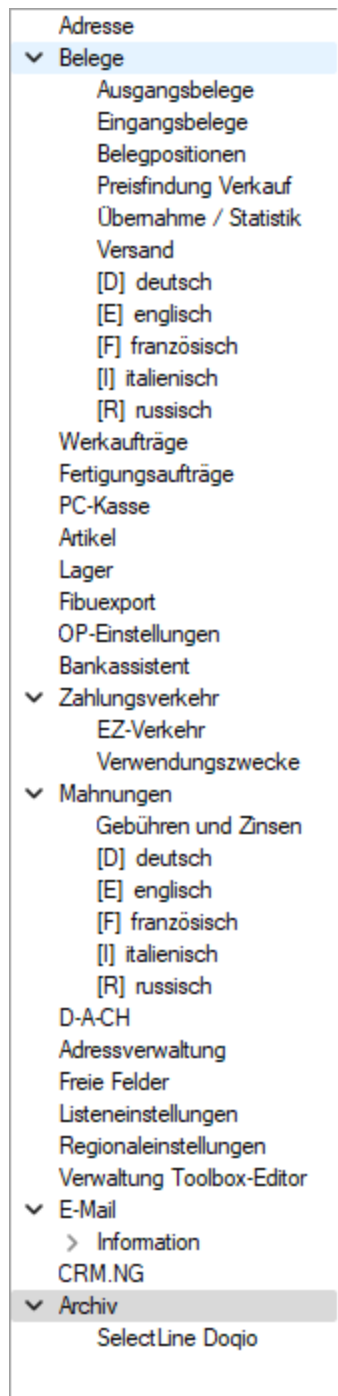 Adresse
Belege
Ausgangsbelege
Eingangsbelege
Belegpositionen
Preisfindung Verkauf
Übernahme / Statistik
Versand
[D] deutsch
[E] englisch
[F] französisch
[I] italienisch
[R] russisch
Werkaufträge
Fertigungsaufträge
PC-Kasse
Artikel
Lager
Fibuexport
OP-Einstellungen
Bankassistent
Zahlungsverkehr
EZ-Verkehr
Verwendungszwecke
Mahnungen
Gebühren und Zinsen
[D] deutsch
[E] englisch
[F] französisch
[I] italienisch
[R] russisch
D-A-CH
Adressverwaltung
Freie Felder
Listeneinstellungen
Regionaleinstellungen
Verwaltung Toolbox-Editor
E-Mail
Information
CRM.NG
Archiv
SelectLine Doqio